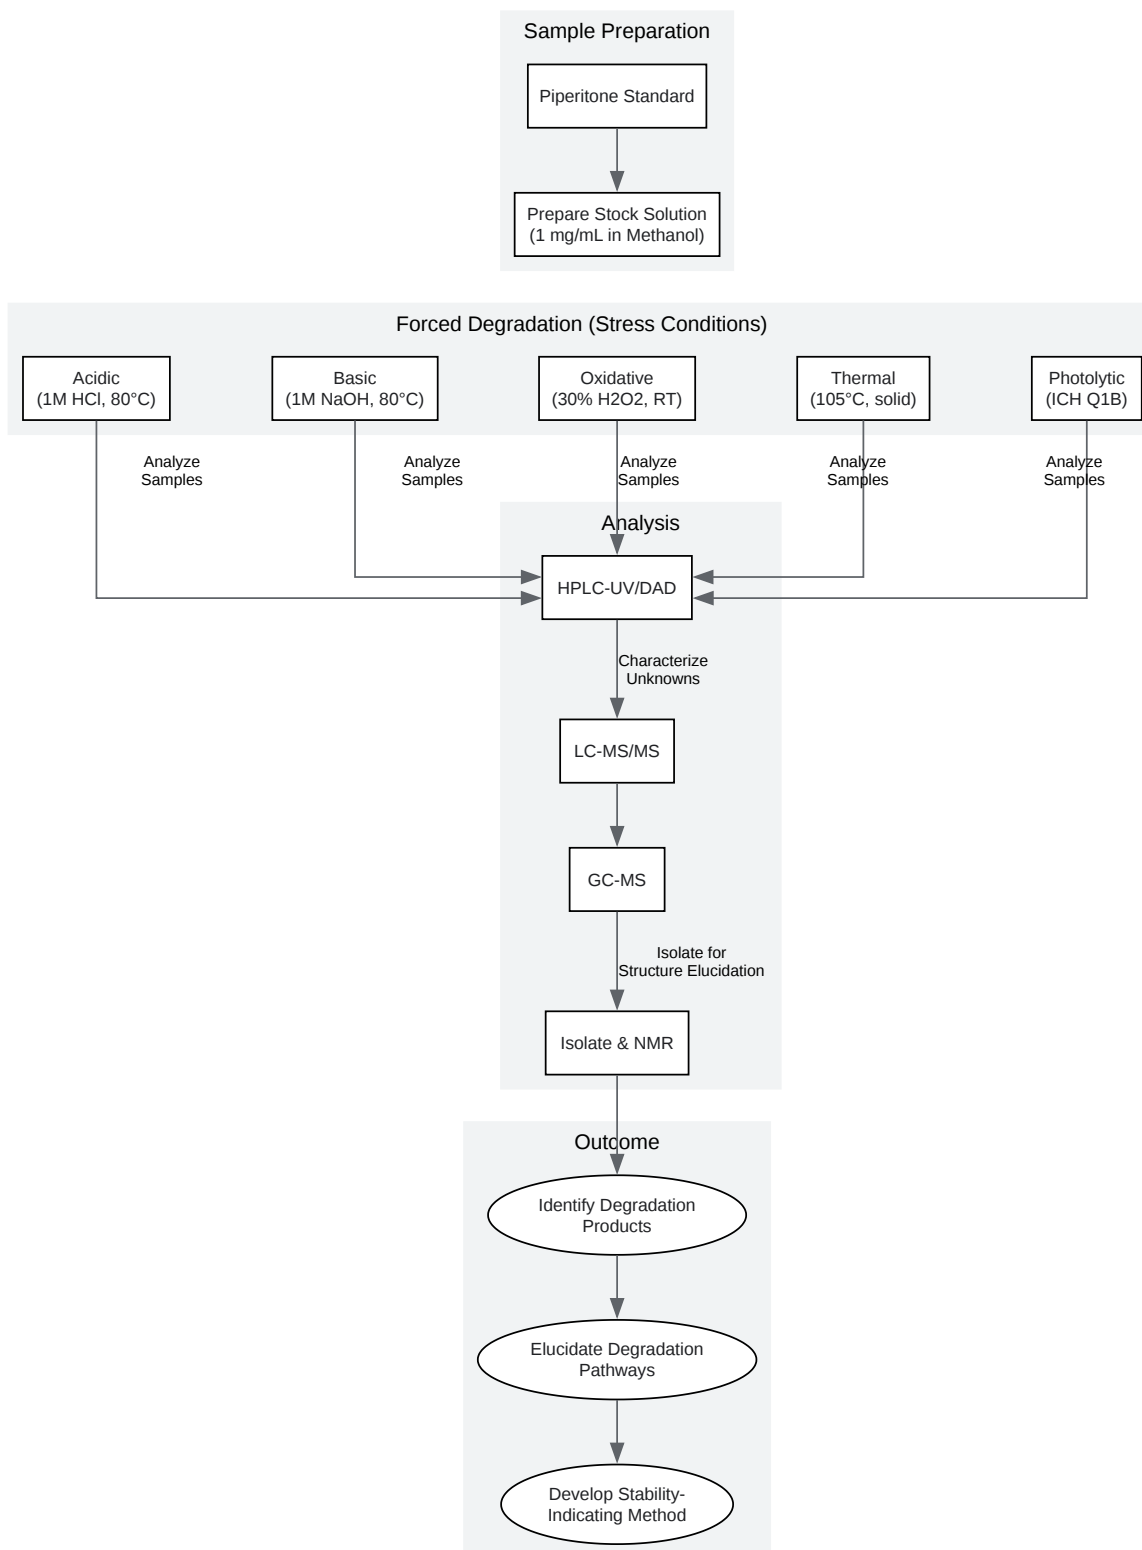 Sample Preparation
Piperitone Standard
Prepare Stock Solution
(1 mg/mL in Methanol)
Forced Degradation (Stress Conditions)
Acidic
(1M HCl, 80°C)
Basic
(1M NaOH, 80°C)
Oxidative
(30% H2O2, RT)
Thermal
(105°C, solid)
Photolytic
(ICH Q1B)
Analyze
Samples
Analyze
Samples
Analyze
Samples
Analyze
Samples
Analyze
Samples
Analysis
HPLC-UV/DAD
Characterize
Unknowns
LC-MS/MS
GC-MS
Isolate for
Structure Elucidation
Isolate & NMR
Outcome
Identify Degradation
Products
Elucidate Degradation
Pathways
Develop Stability-
Indicating Method